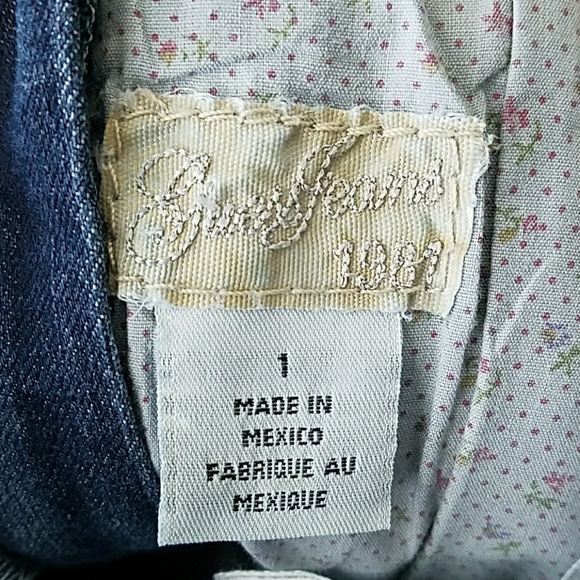 Guess Jeans
1981
1
MADE IN
MEXICO
FABRIQUE AU
MEXIQUE